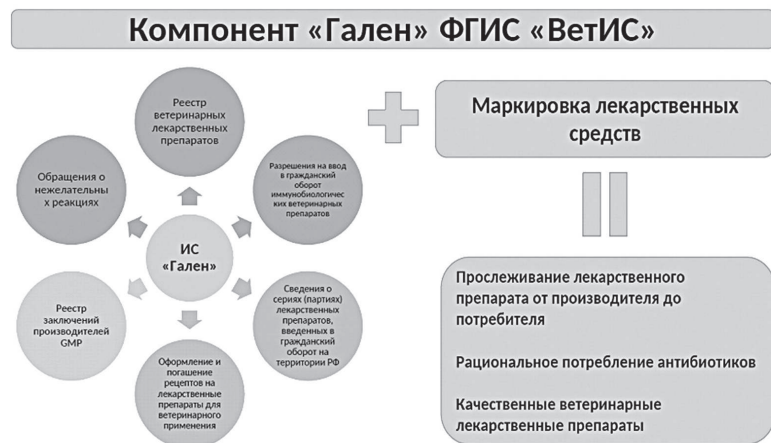 Компонент «Гален» ФГИС «ВетИС»
Реестр
ветеринарных
лекарственных
препаратов
Обращения о
нежелательны
х реакциях
Разрешения на ввод
в гражданский
оборот
иммунобиологичес
ких ветеринарных
препаратов
ИС
«Гален»
Реестр
заключений
производителей
GMP
Сведения о
сериях (партиях)
лекарственных
препаратов,
введенных в
гражданский
оборот на
территории РФ
Оформление и
погашение
рецептов на
лекарственные
препараты для
ветеринарного
применения
Маркировка лекарственных
средств
Прослеживание лекарственного
препарата от производителя до
потребителя
Рациональное потребление антибиотиков
Качественные ветеринарные
лекарственные препараты